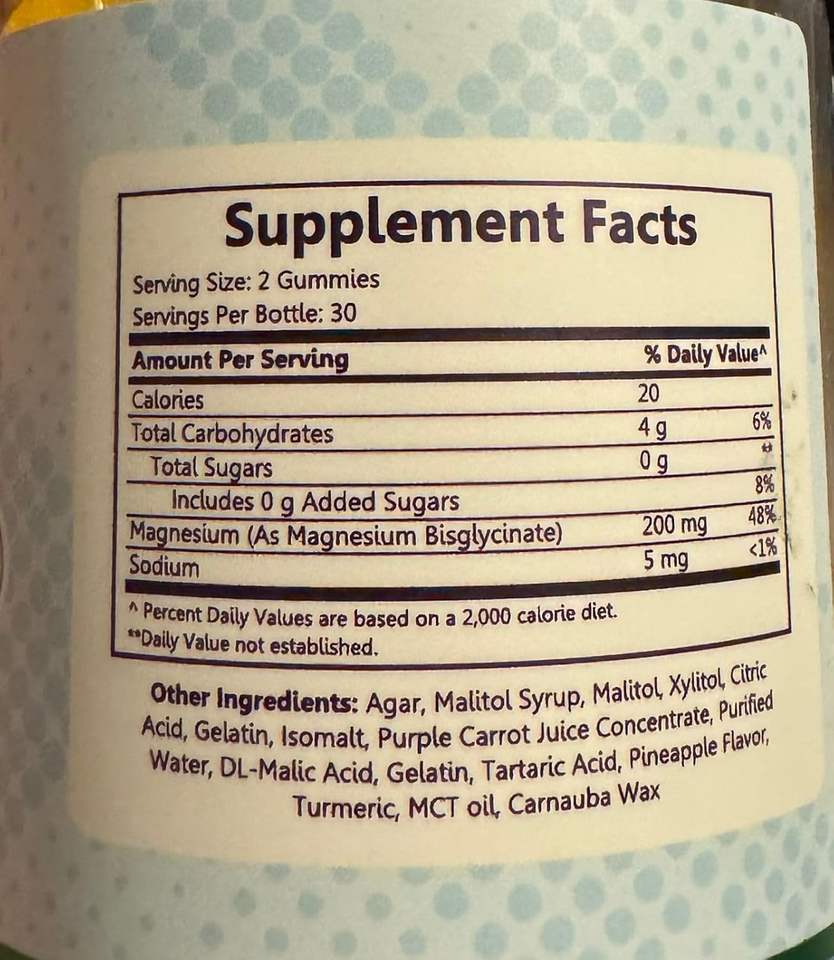 Supplement Facts
Serving Size: 2 Gummies
Servings Per Bottle: 30
Amount Per Serving % Daily Value^
Calories 20
Total Carbohydrates 4 g 6%
Total Sugars 0 g **
Includes 0 g Added Sugars 8%
Magnesium (As Magnesium Bisglycinate) 200 mg 48%
Sodium 5 mg <1%
^ Percent Daily Values are based on a 2,000 calorie diet.
**Daily Value not established.
Other Ingredients: Agar, Malitol Syrup, Malitol, Xylitol, Citric
Acid, Gelatin, Isomalt, Purple Carrot Juice Concentrate, Purified
Water, DL-Malic Acid, Gelatin, Tartaric Acid, Pineapple Flavor,
Turmeric, MCT oil, Carnauba Wax